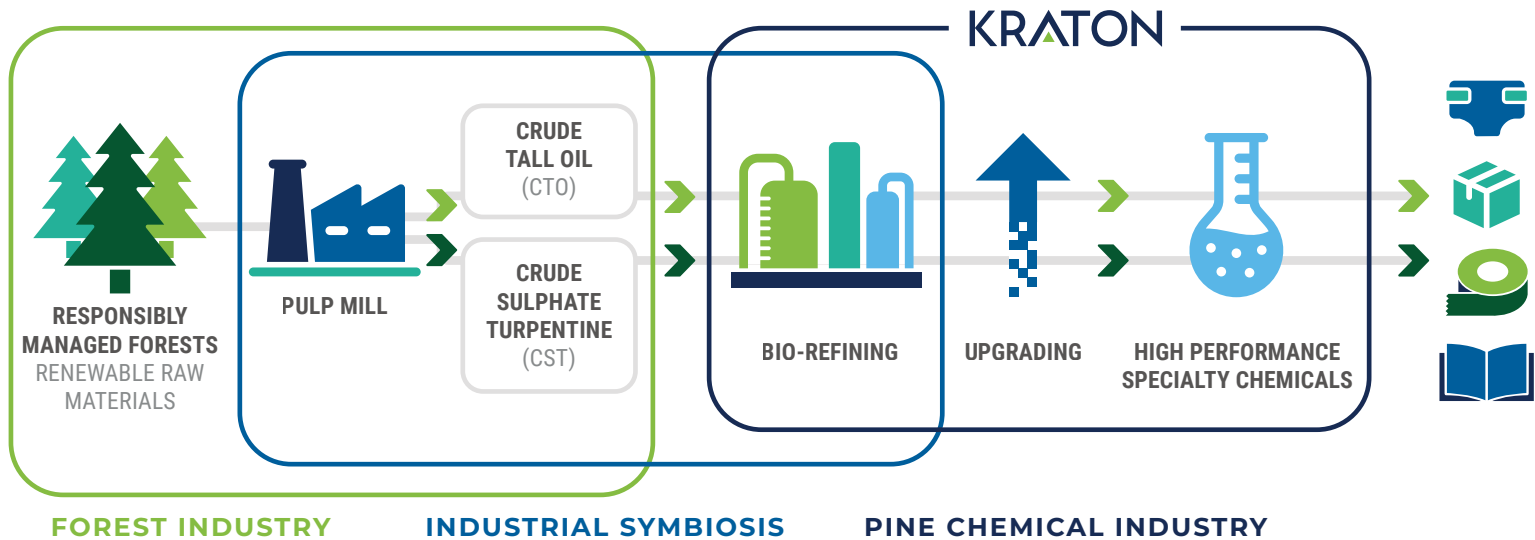 KRATON
CRUDE
TALL OIL
(CTO)
CRUDE
SULPHATE
TURPENTINE
(CST)
RESPONSIBLY
MANAGED FORESTS
RENEWABLE RAW
MATERIALS
PULP MILL
BIO-REFINING
UPGRADING
HIGH PERFORMANCE
SPECIALTY CHEMICALS
FOREST INDUSTRY
INDUSTRIAL SYMBIOSIS
PINE CHEMICAL INDUSTRY